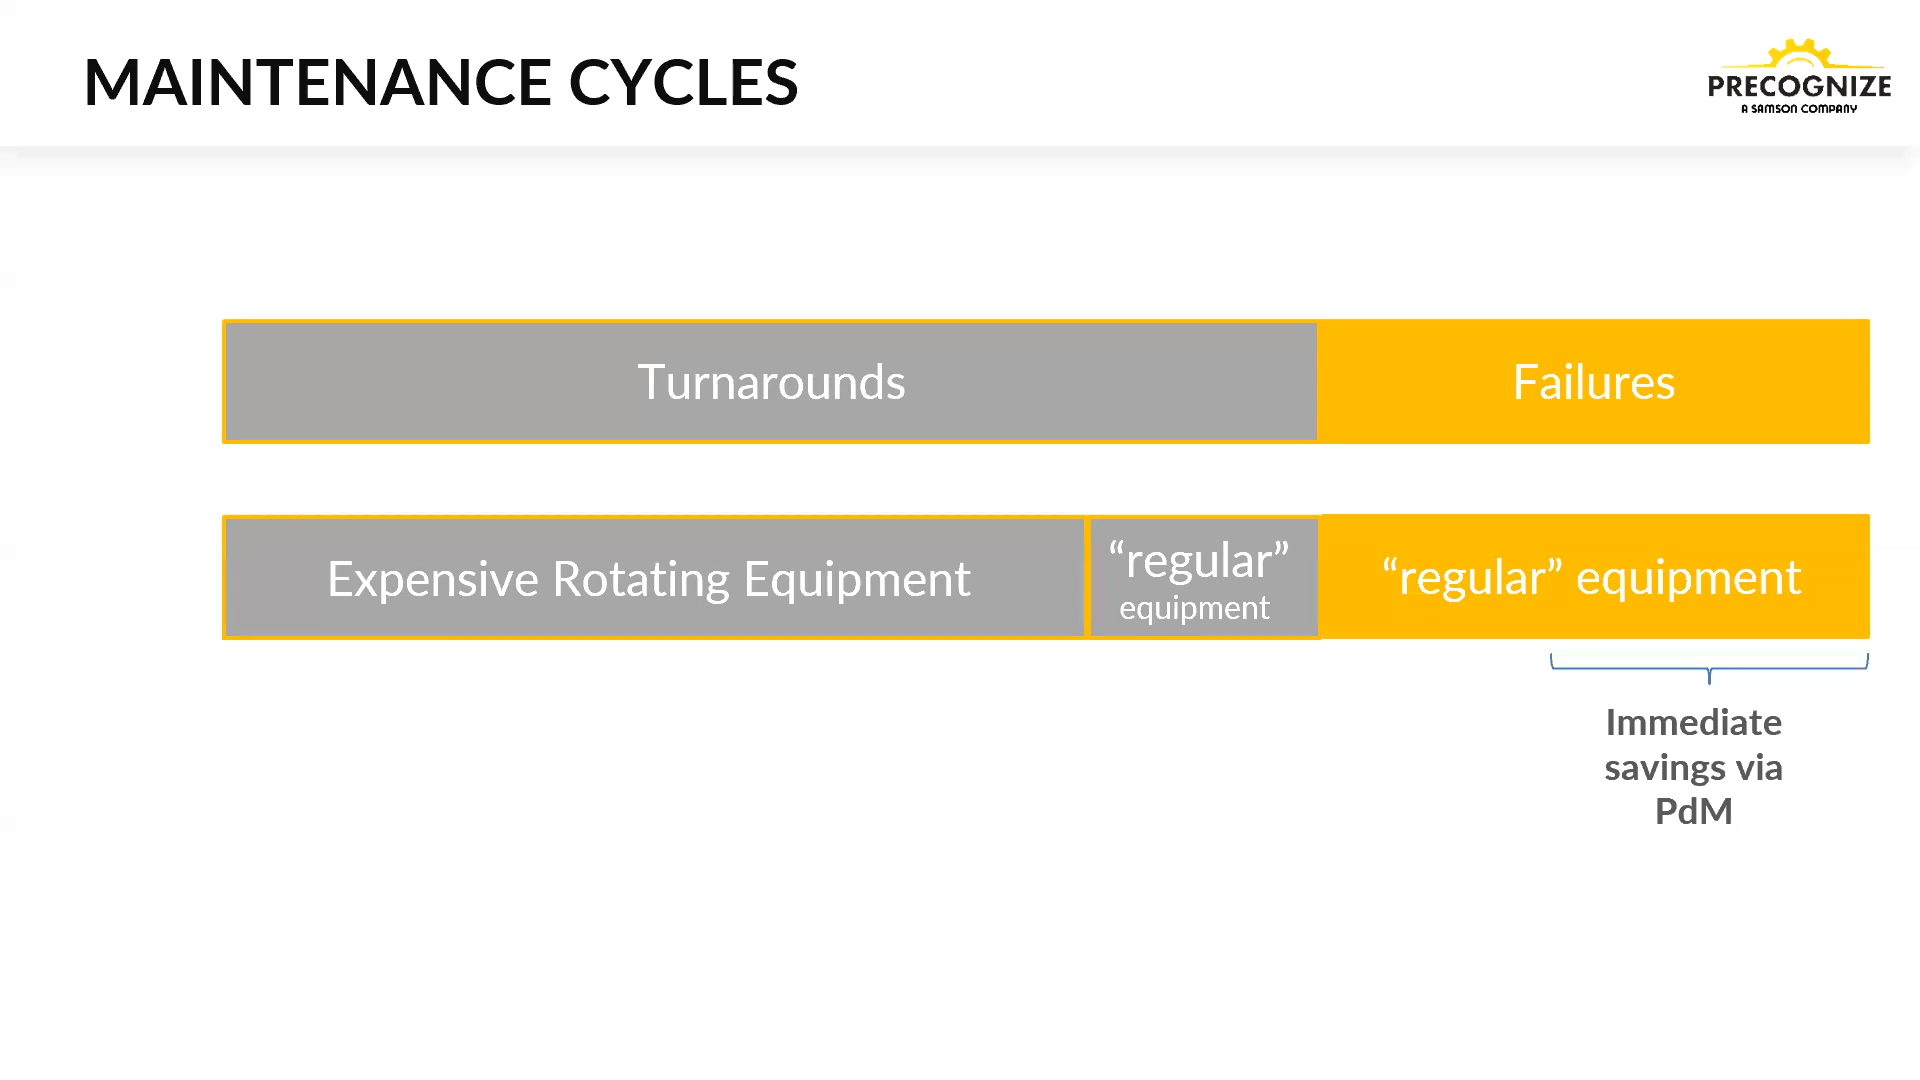 MAINTENANCE CYCLES
PRECOGNIZE
A SAMSON COMPANY
Turnarounds
Failures
Expensive Rotating Equipment
“regular”
equipment
“regular” equipment
Immediate
savings via
PdM